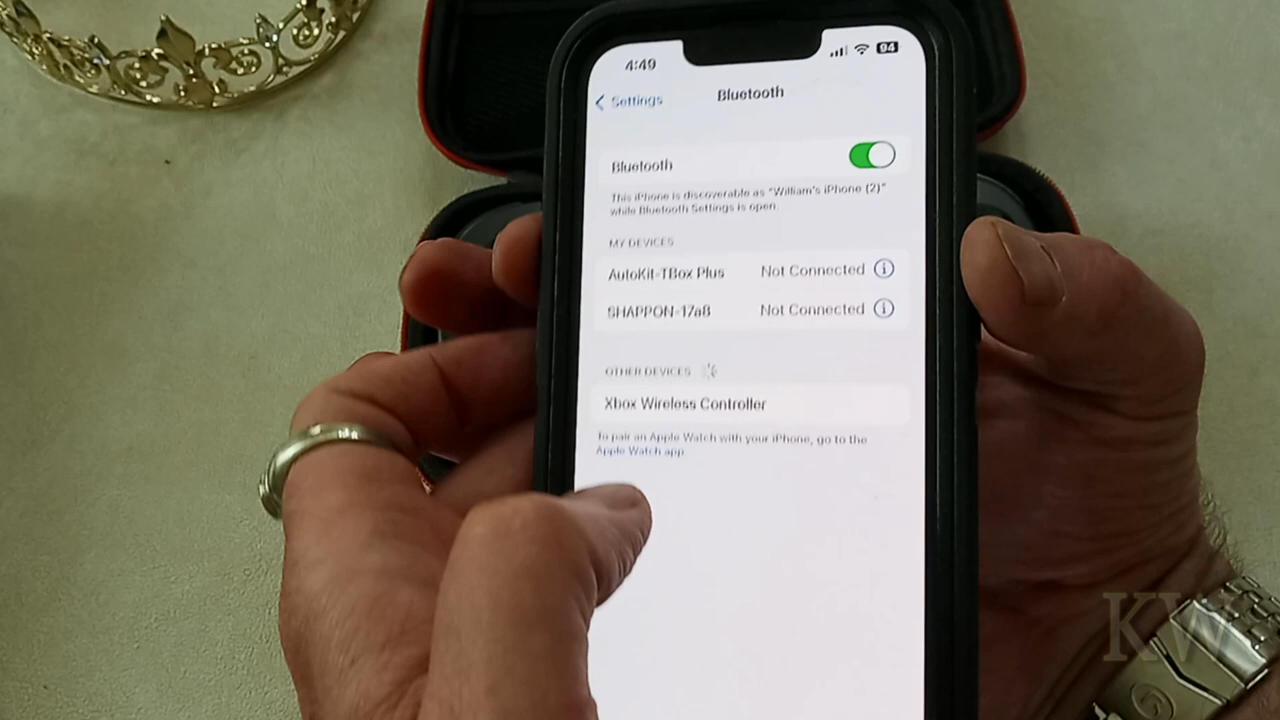 4:49
94
Settings
Bluetooth
Bluetooth
This iPhone is discoverable as "William's iPhone (2)"
while Bluetooth Settings is open.
MY DEVICES
AutoKit-TBox Plus Not Connected
SHAPPON-17a8 Not Connected
OTHER DEVICES
Xbox Wireless Controller
To pair an Apple Watch with your iPhone, go to the
Apple Watch app.
KW